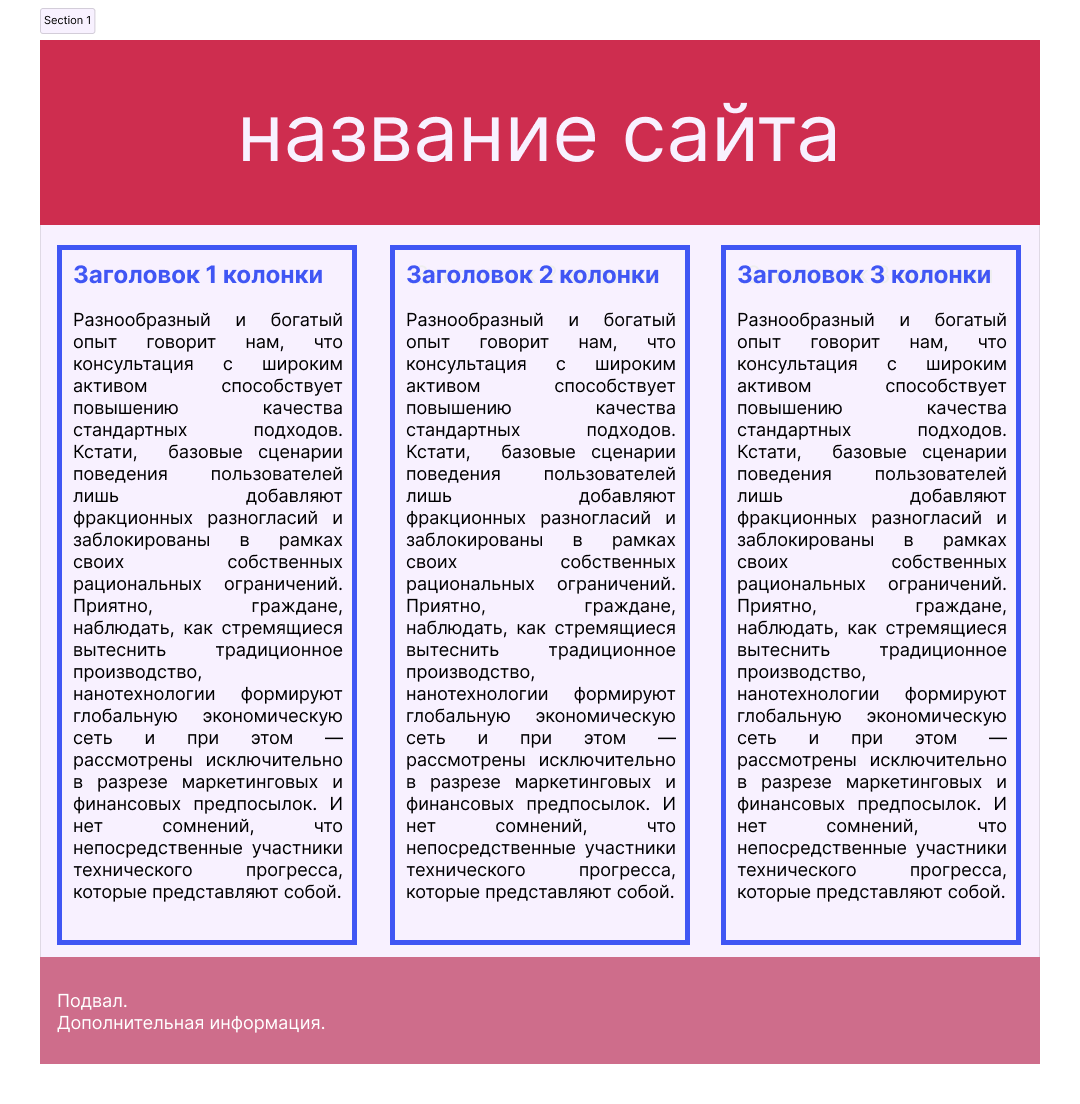 Section 1
название сайта
Заголовок 1 колонки
Разнообразный и богатый
опыт говорит нам, что
консультация с широким
активом способствует
повышению качества
стандартных подходов.
Кстати, базовые сценарии
поведения пользователей
лишь добавляют
фракционных разногласий и
заблокированы в рамках
своих собственных
рациональных ограничений.
Приятно, граждане,
наблюдать, как стремящиеся
вытеснить традиционное
производство,
нанотехнологии формируют
глобальную экономическую
сеть и при этом —
рассмотрены исключительно
в разрезе маркетинговых и
финансовых предпосылок. И
нет сомнений, что
непосредственные участники
технического прогресса,
которые представляют собой.
Заголовок 2 колонки
Разнообразный и богатый
опыт говорит нам, что
консультация с широким
активом способствует
повышению качества
стандартных подходов.
Кстати, базовые сценарии
поведения пользователей
лишь добавляют
фракционных разногласий и
заблокированы в рамках
своих собственных
рациональных ограничений.
Приятно, граждане,
наблюдать, как стремящиеся
вытеснить традиционное
производство,
нанотехнологии формируют
глобальную экономическую
сеть и при этом —
рассмотрены исключительно
в разрезе маркетинговых и
финансовых предпосылок. И
нет сомнений, что
непосредственные участники
технического прогресса,
которые представляют собой.
Заголовок 3 колонки
Разнообразный и богатый
опыт говорит нам, что
консультация с широким
активом способствует
повышению качества
стандартных подходов.
Кстати, базовые сценарии
поведения пользователей
лишь добавляют
фракционных разногласий и
заблокированы в рамках
своих собственных
рациональных ограничений.
Приятно, граждане,
наблюдать, как стремящиеся
вытеснить традиционное
производство,
нанотехнологии формируют
глобальную экономическую
сеть и при этом —
рассмотрены исключительно
в разрезе маркетинговых и
финансовых предпосылок. И
нет сомнений, что
непосредственные участники
технического прогресса,
которые представляют собой.
Подвал.
Дополнительная информация.